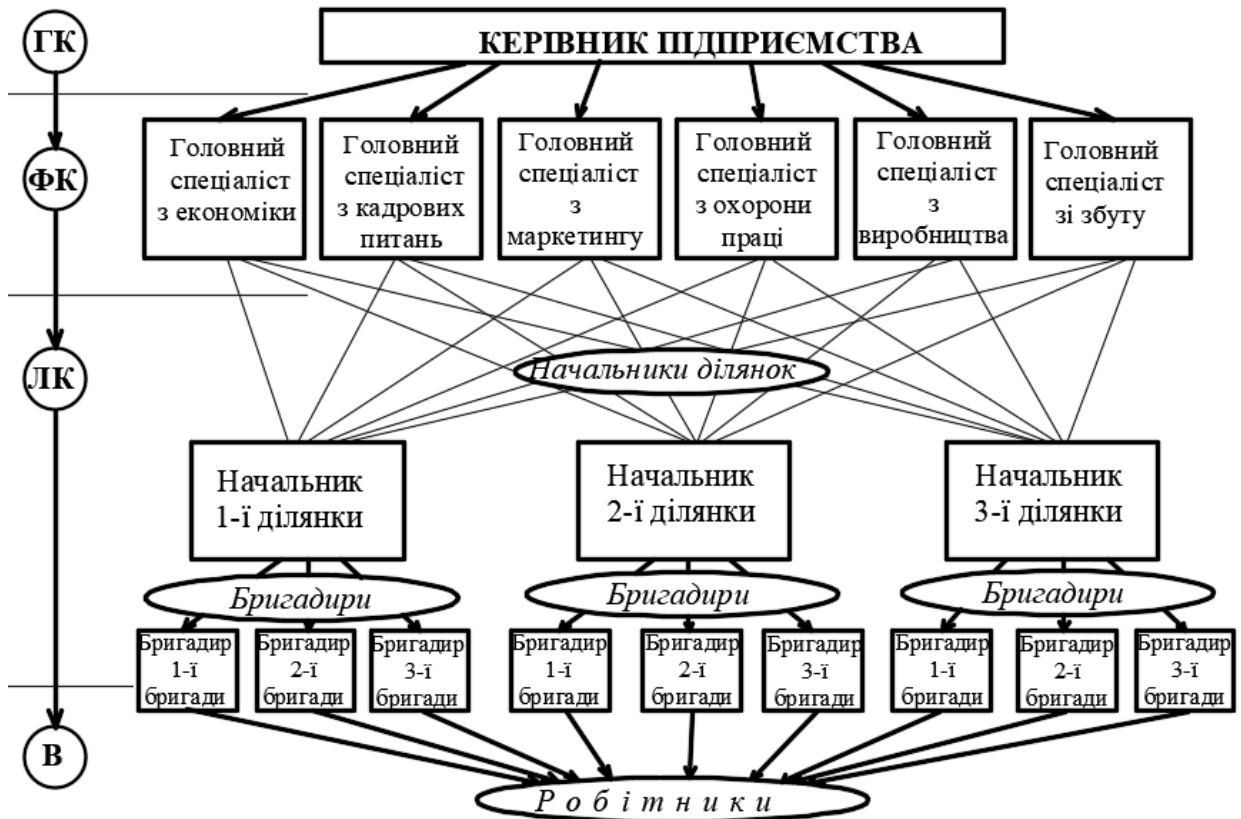 ГК
КЕРІВНИК ПІДПРИЄМСТВА
ФК
Головний
спеціаліст
з економіки
Головний
спеціаліст
з кадрових
питань
Головний
спеціаліст
з
маркетингу
Головний
спеціаліст
з охорони
праці
Головний
спеціаліст
з
виробництва
Головний
спеціаліст
зі збуту
ЛК
Начальники ділянок
Начальник
1-ї ділянки
Начальник
2-ї ділянки
Начальник
3-ї ділянки
Бригадири
Бригадири
Бригадири
Бригадир
1-ї
бригади
Бригадир
2-ї
бригади
Бригадир
3-ї
бригади
Бригадир
1-ї
бригади
Бригадир
2-ї
бригади
Бригадир
3-ї
бригади
Бригадир
1-ї
бригади
Бригадир
2-ї
бригади
Бригадир
3-ї
бригади
В
Робітники